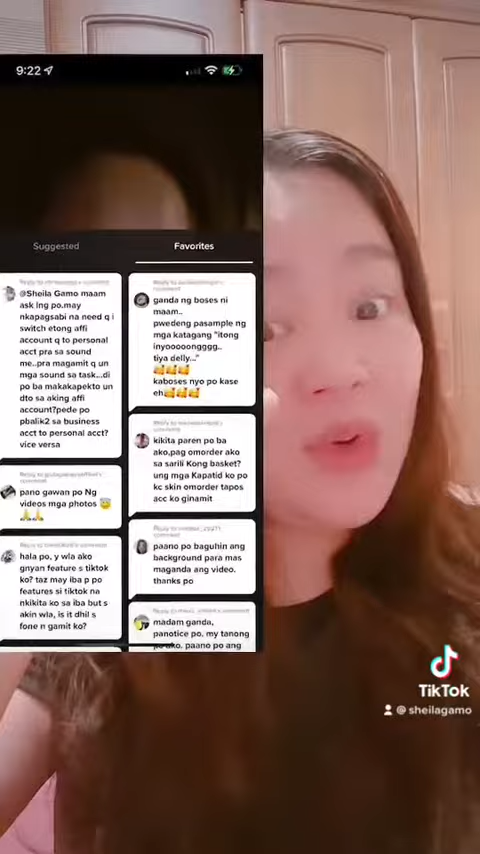 9:22
Suggested
Favorites
@Sheila Gamo maam
ask lng po.may
nkapagsabi na need q i
switch etong affi
account q to personal
acct pra sa sound
me..pra magamit q un
mga sound sa task...di
po ba makakapekto un
dto sa aking affi
account?pede po
pbalik2 sa business
acct to personal acct?
vice versa
pano gawan po Ng
videos mga photos 😇
🙏🙏
hala po, y wla ako
gnyan feature s tiktok
ko? taz may iba p po
features si tiktok na
nkikita ko sa iba but s
akin wla, is it dhil s
fone n gamit ko?
ganda ng boses ni
maam..
pwedeng pasample ng
mga katagang "itong
inyooooongggg..
tiya delly..."
🥰🥰🥰
kaboses nyo po kase
eh🥰🥰🥰
kikita paren po ba
ako,pag omorder ako
sa sarili Kong basket?
ung mga Kapatid ko po
kc skin omorder tapos
acc ko ginamit
paano po baguhin ang
background para mas
maganda ang video.
thanks po
madam ganda,
panotice po. my tanong
po ako. paano po ang
TikTok
@sheilagamo